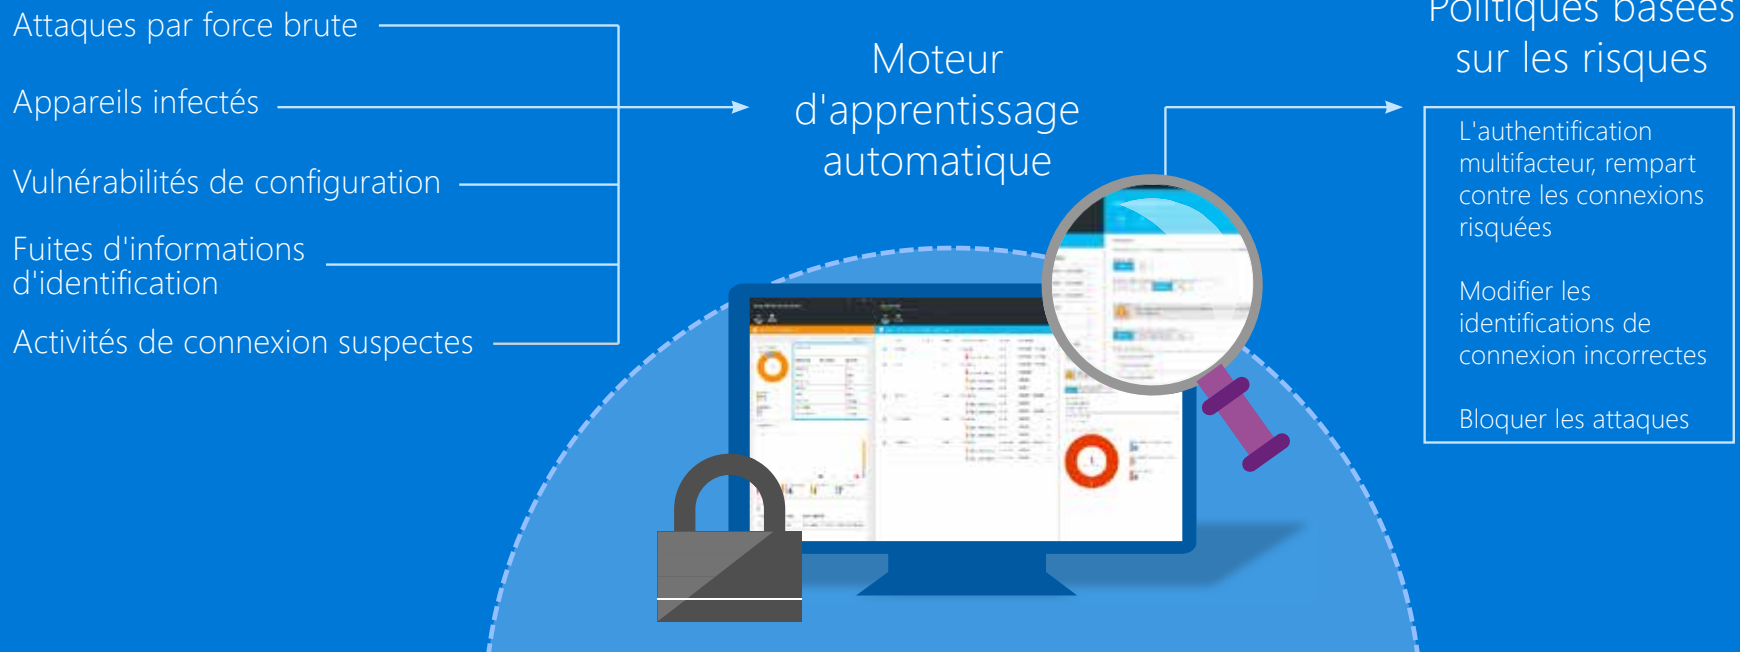 Attaques par force brute
Appareils infectés
Vulnérabilités de configuration
Fuites d'informations
d'identification
Activités de connexion suspectes
Moteur
d'apprentissage
automatique
Politiques basées
sur les risques
L'authentification
multifacteur, rempart
contre les connexions
risquées
Modifier les
identifications de
connexion incorrectes
Bloquer les attaques